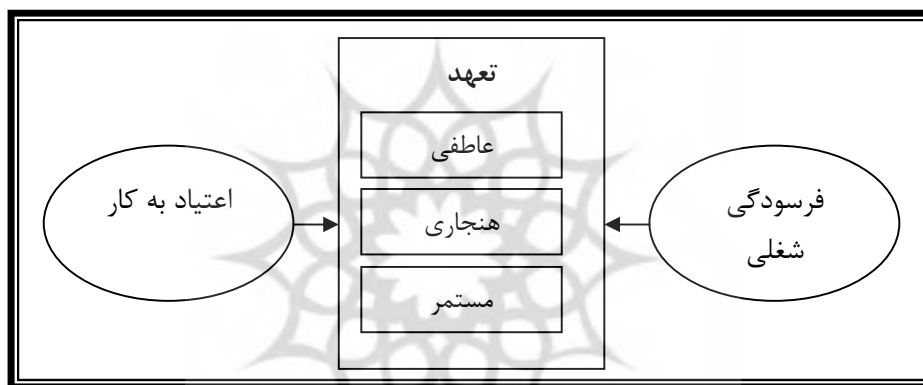 تعهد
عاطفی
هنجاری
مستمر
فرسودگی
شغلی
اعتیاد به کار